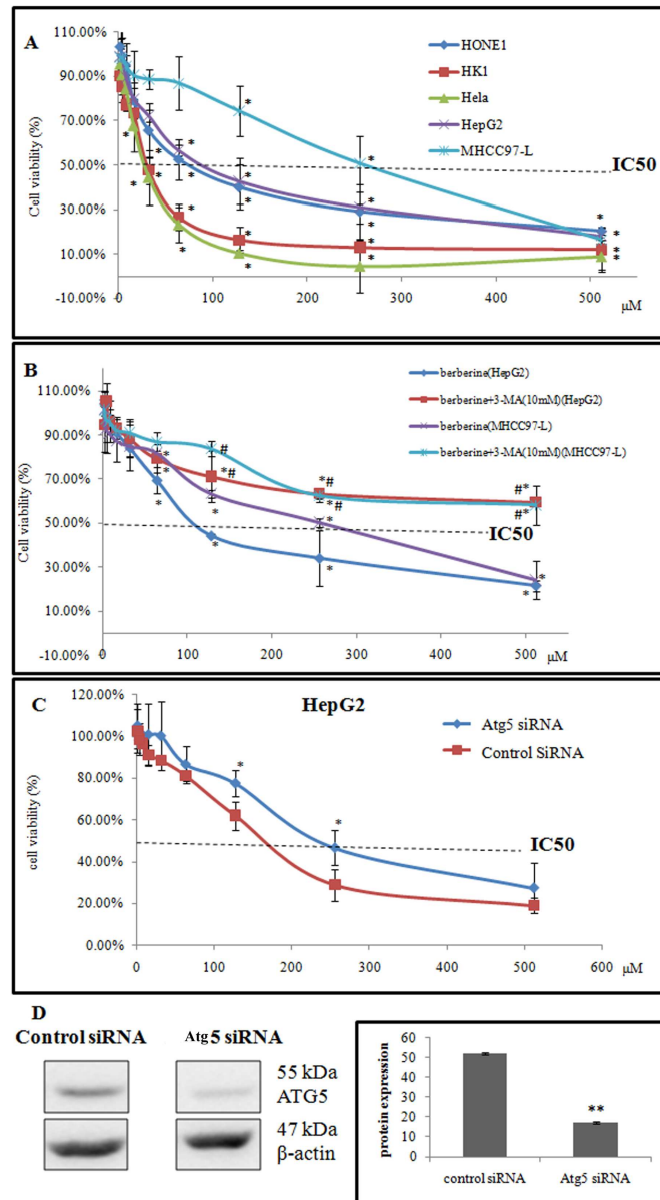 A
110.00%
90.00%
70.00%
50.00%
30.00%
10.00%
-10.00%
Cell viability (%)
HONE1
HK1
Hela
HepG2
MHCC97-L
IC50
* * * * * * * * * * * * * * * * * *
0 100 200 300 400 500
μM
B
110.00%
90.00%
70.00%
50.00%
30.00%
10.00%
-10.00%
Cell viability (%)
berberine(HepG2)
berberine+3-MA(10mM)(HepG2)
berberine(MHCC97-L)
berberine+3-MA(10mM)(MHCC97-L)
#
*#
*#
*#
#*
#*
IC50
0 100 200 300 400 500
μM
C
HepG2
120.00%
100.00%
80.00%
60.00%
40.00%
20.00%
0.00%
cell viability (%)
Atg5 siRNA
Control SiRNA
*
*
IC50
0 100 200 300 400 500 600
μM
D
Control siRNA Atg5 siRNA
55 kDa
ATG5
47 kDa
β-actin
60
50
40
30
20
10
0
protein expression
**
control siRNA Atg5 siRNA